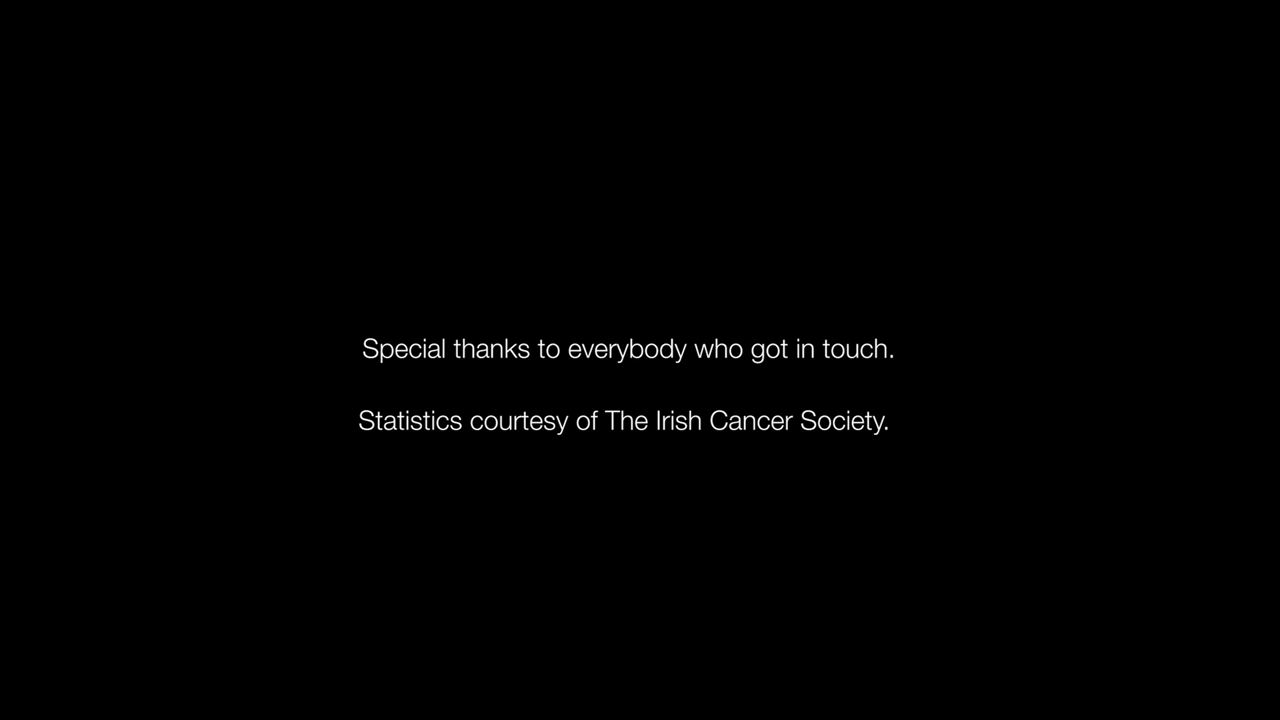 Special thanks to everybody who got in touch.
Statistics courtesy of The Irish Cancer Society.